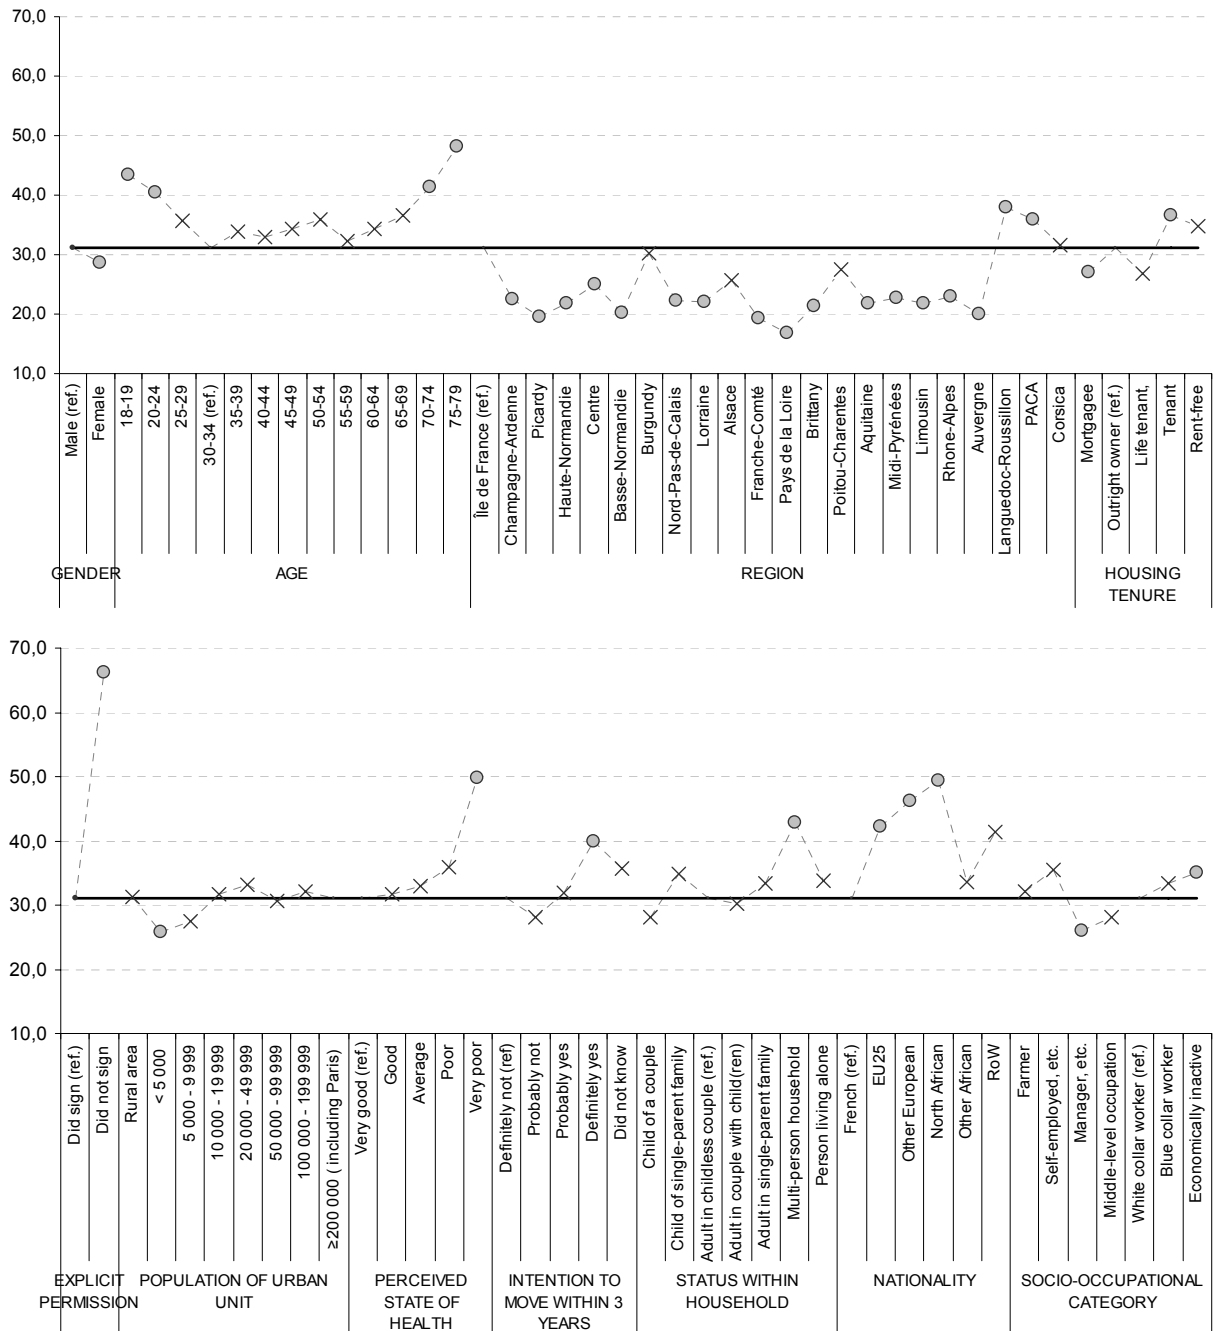 70,0
60,0
50,0
40,0
30,0
20,0
10,0
Male (ref.)
Female
18-19
20-24
25-29
30-34 (ref.)
35-39
40-44
45-49
50-54
55-59
60-64
65-69
70-74
75-79
Île de France (ref.)
Champagne-Ardenne
Picardy
Haute-Normandie
Centre
Basse-Normandie
Burgundy
Nord-Pas-de-Calais
Lorraine
Alsace
Franche-Comté
Pays de la Loire
Brittany
Poitou-Charentes
Aquitaine
Midi-Pyrénées
Limousin
Rhone-Alpes
Auvergne
Languedoc-Roussillon
PACA
Corsica
Mortgagee
Outright owner (ref.)
Life tenant,
Tenant
Rent-free
GENDER
AGE
REGION
HOUSING
TENURE
70,0
60,0
50,0
40,0
30,0
20,0
10,0
Did sign (ref.)
Did not sign
Rural area
< 5 000
5 000 - 9 999
10 000 - 19 999
20 000 - 49 999
50 000 - 99 999
100 000 - 199 999
≥200 000 ( including Paris)
Very good (ref.)
Good
Average
Poor
Very poor
Definitely not (ref)
Probably not
Probably yes
Definitely yes
Did not know
Child of a couple
Child of single-parent family
Adult in childless couple (ref.)
Adult in couple with child(ren)
Adult in single-parent family
Multi-person household
Person living alone
French (ref.)
EU25
Other European
North African
Other African
RoW
Farmer
Self-employed, etc.
Manager, etc.
Middle-level occupation
White collar worker (ref.)
Blue collar worker
Economically inactive
EXPLICIT
PERMISSION
POPULATION OF URBAN
UNIT
PERCEIVED
STATE OF
HEALTH
INTENTION TO
MOVE WITHIN 3
YEARS
STATUS WITHIN
HOUSEHOLD
NATIONALITY
SOCIO-OCCUPATIONAL
CATEGORY